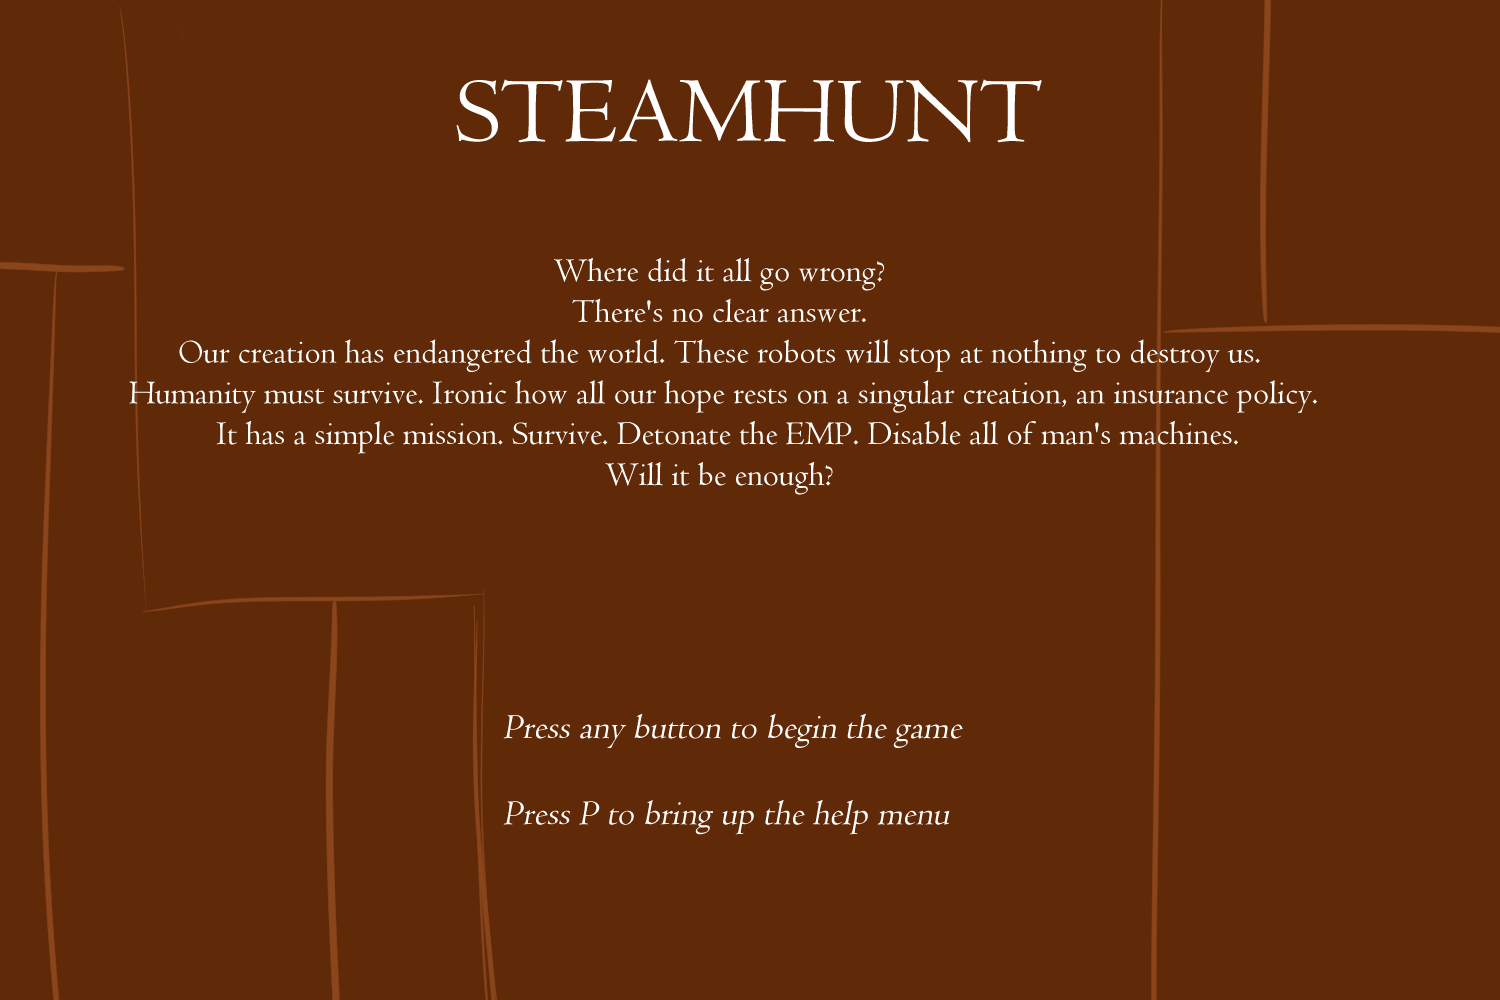 STEAMHUNT
Where did it all go wrong?
There's no clear answer.
Our creation has endangered the world. These robots will stop at nothing to destroy us.
Humanity must survive. Ironic how all our hope rests on a singular creation, an insurance policy.
It has a simple mission. Survive. Detonate the EMP. Disable all of man's machines.
Will it be enough?
Press any button to begin the game
Press P to bring up the help menu